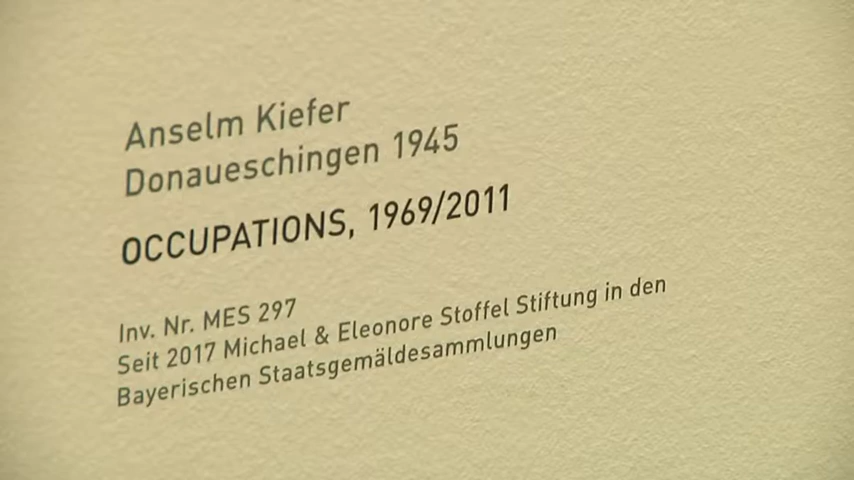 Anselm Kiefer
Donaueschingen 1945
OCCUPATIONS, 1969/2011
Inv. Nr. MES 297
Seit 2017 Michael & Eleonore Stoffel Stiftung in den
Bayerischen Staatsgemäldesammlungen